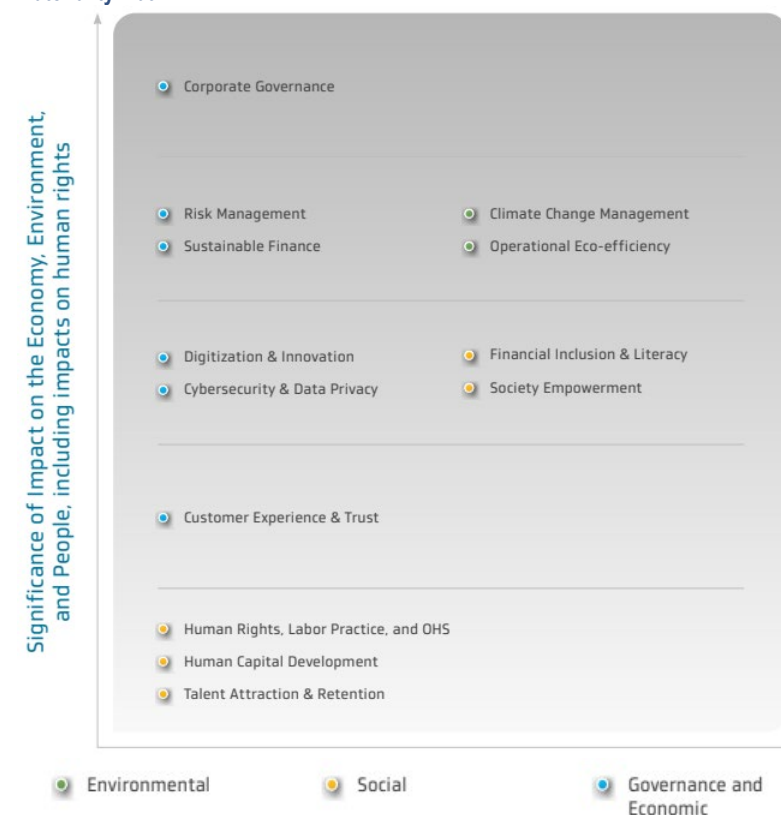 Significance of Impact on the Economy, Environment,
and People, including impacts on human rights
Corporate Governance
Risk Management
Climate Change Management
Sustainable Finance
Operational Eco-efficiency
Digitization & Innovation
Financial Inclusion & Literacy
Cybersecurity & Data Privacy
Society Empowerment
Customer Experience & Trust
Human Rights, Labor Practice, and OHS
Human Capital Development
Talent Attraction & Retention
Environmental
Social
Governance and
Economic